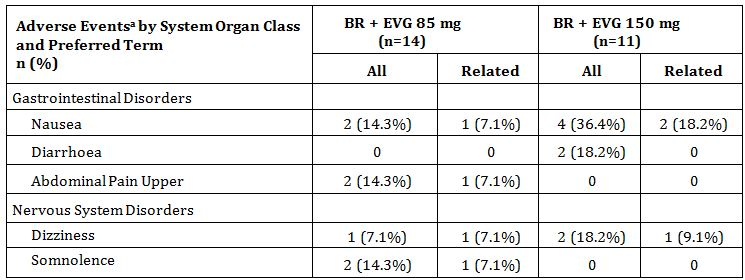 Adverse Eventsᵃ by System Organ Class and Preferred Term n (%) BR + EVG 85 mg (n=14) BR + EVG 150 mg (n=11)
All Related All Related
Gastrointestinal Disorders
Nausea 2 (14.3%) 1 (7.1%) 4 (36.4%) 2 (18.2%)
Diarrhoea 0 0 2 (18.2%) 0
Abdominal Pain Upper 2 (14.3%) 1 (7.1%) 0 0
Nervous System Disorders
Dizziness 1 (7.1%) 1 (7.1%) 2 (18.2%) 1 (9.1%)
Somnolence 2 (14.3%) 1 (7.1%) 0 0